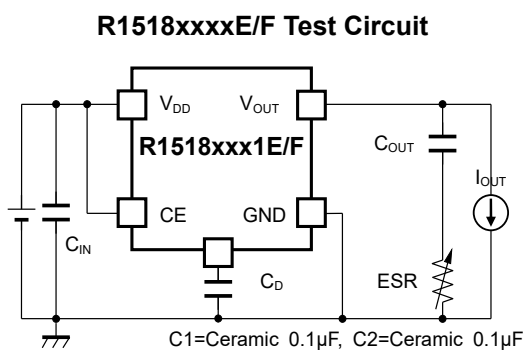 R1518xxxxE/F Test Circuit
VDD
VOUT
R1518xxx1E/F
COUT
IOUT
CE
GND
CIN
CD
ESR
C1=Ceramic 0.1μF, C2=Ceramic 0.1μF